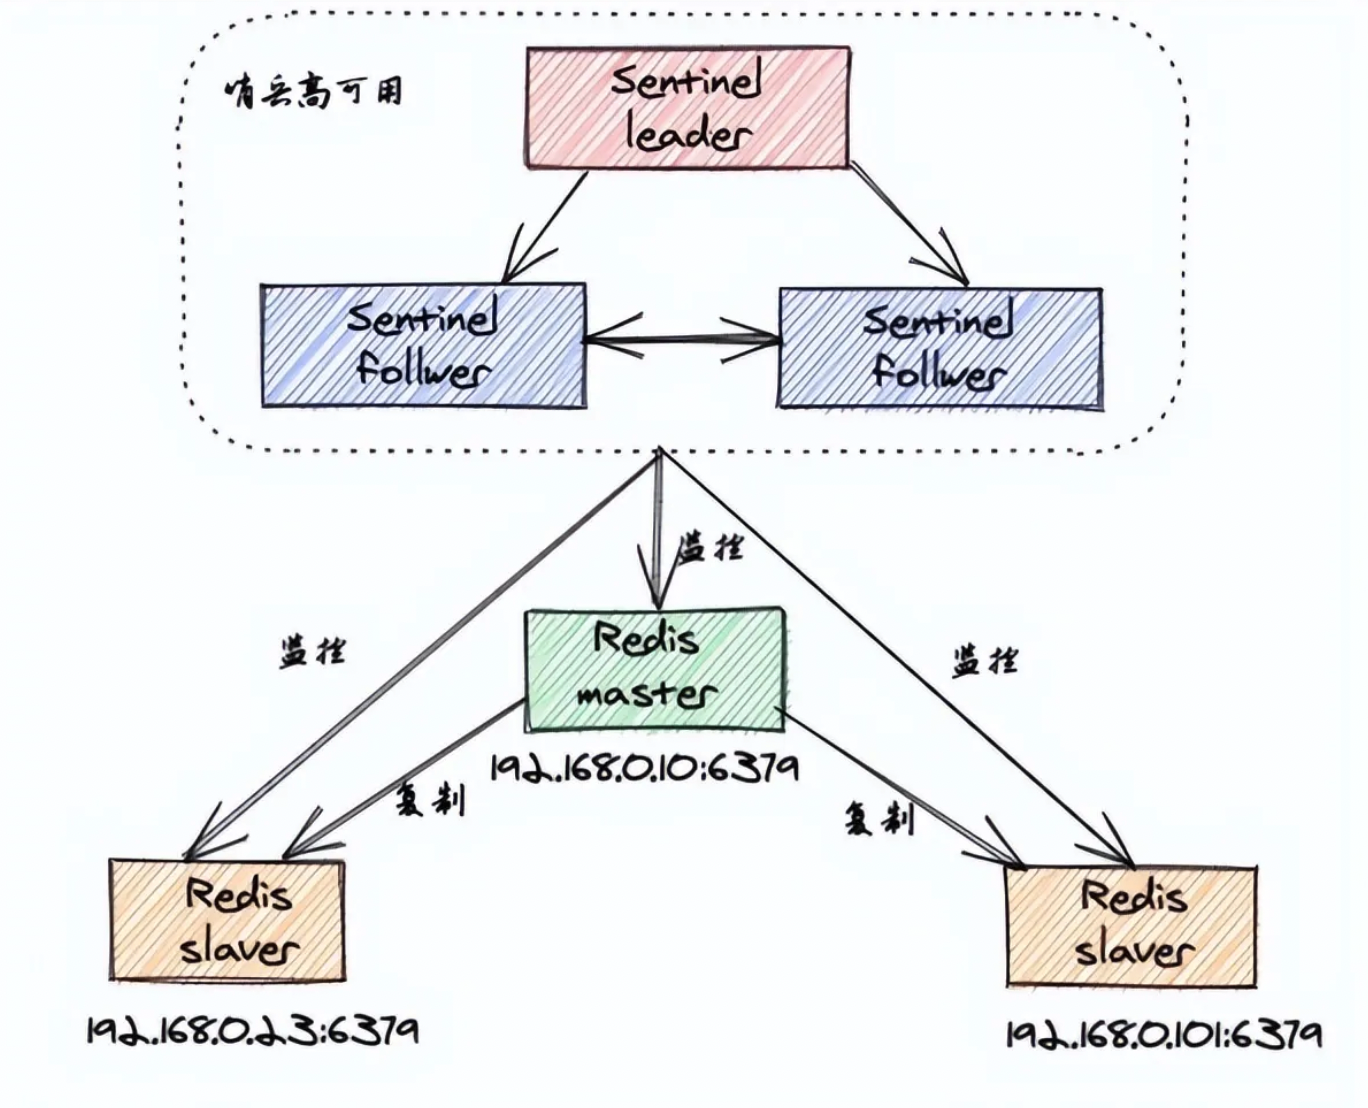 哨兵高可用
Sentinel
leader
Sentinel
follwer
Sentinel
follwer
监控
监控
监控
Redis
master
192.168.0.10:6379
复制
复制
Redis
slaver
192.168.0.23:6379
Redis
slaver
192.168.0.101:6379